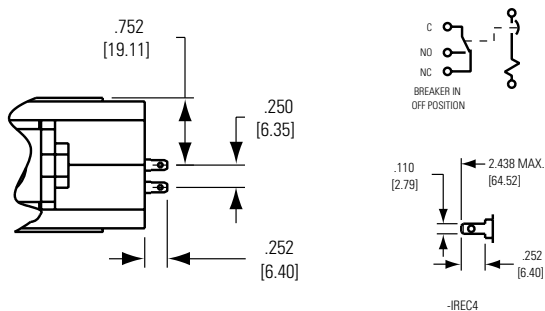 .752
[19.11]
.250
[6.35]
.252
[6.40]
C
NO
NC
BREAKER IN
OFF POSITION
.110
[2.79]
2.438 MAX.
[64.52]
.252
[6.40]
-IREC4